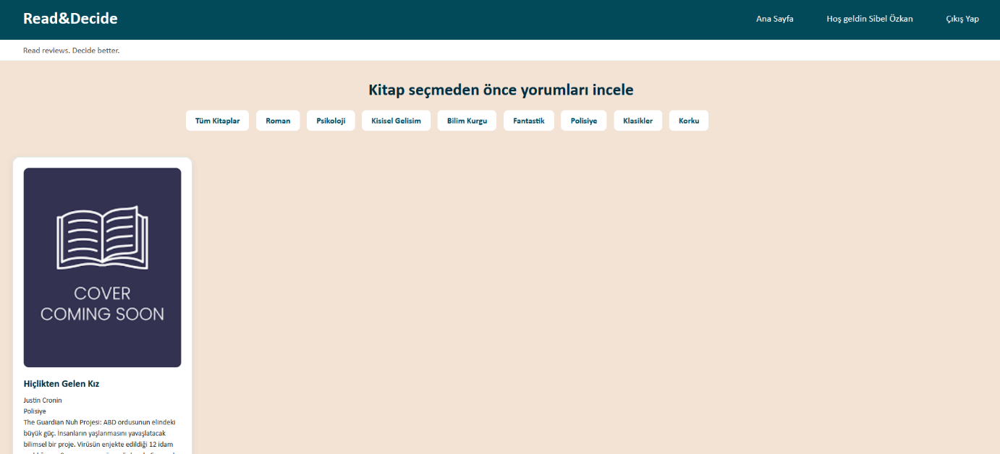 Read&Decide
Ana Sayfa
Hoş geldin Sibel Özkan
Çıkış Yap
Read reviews. Decide better.
Kitap seçmeden önce yorumları incele
Tüm Kitaplar
Roman
Psikoloji
Kisisel Gelisim
Bilim Kurgu
Fantastik
Polisiye
Klasikler
Korku
COVER
COMING SOON
Hiçlikten Gelen Kız
Justin Cronin
Polisiye
The Guardian Nuh Projesi: ABD ordusunun elindeki
büyük güç. İnsanların yaşlanmasını yavaşlatacak
bilimsel bir proje. Virüsün enjekte edildiği 12 idam